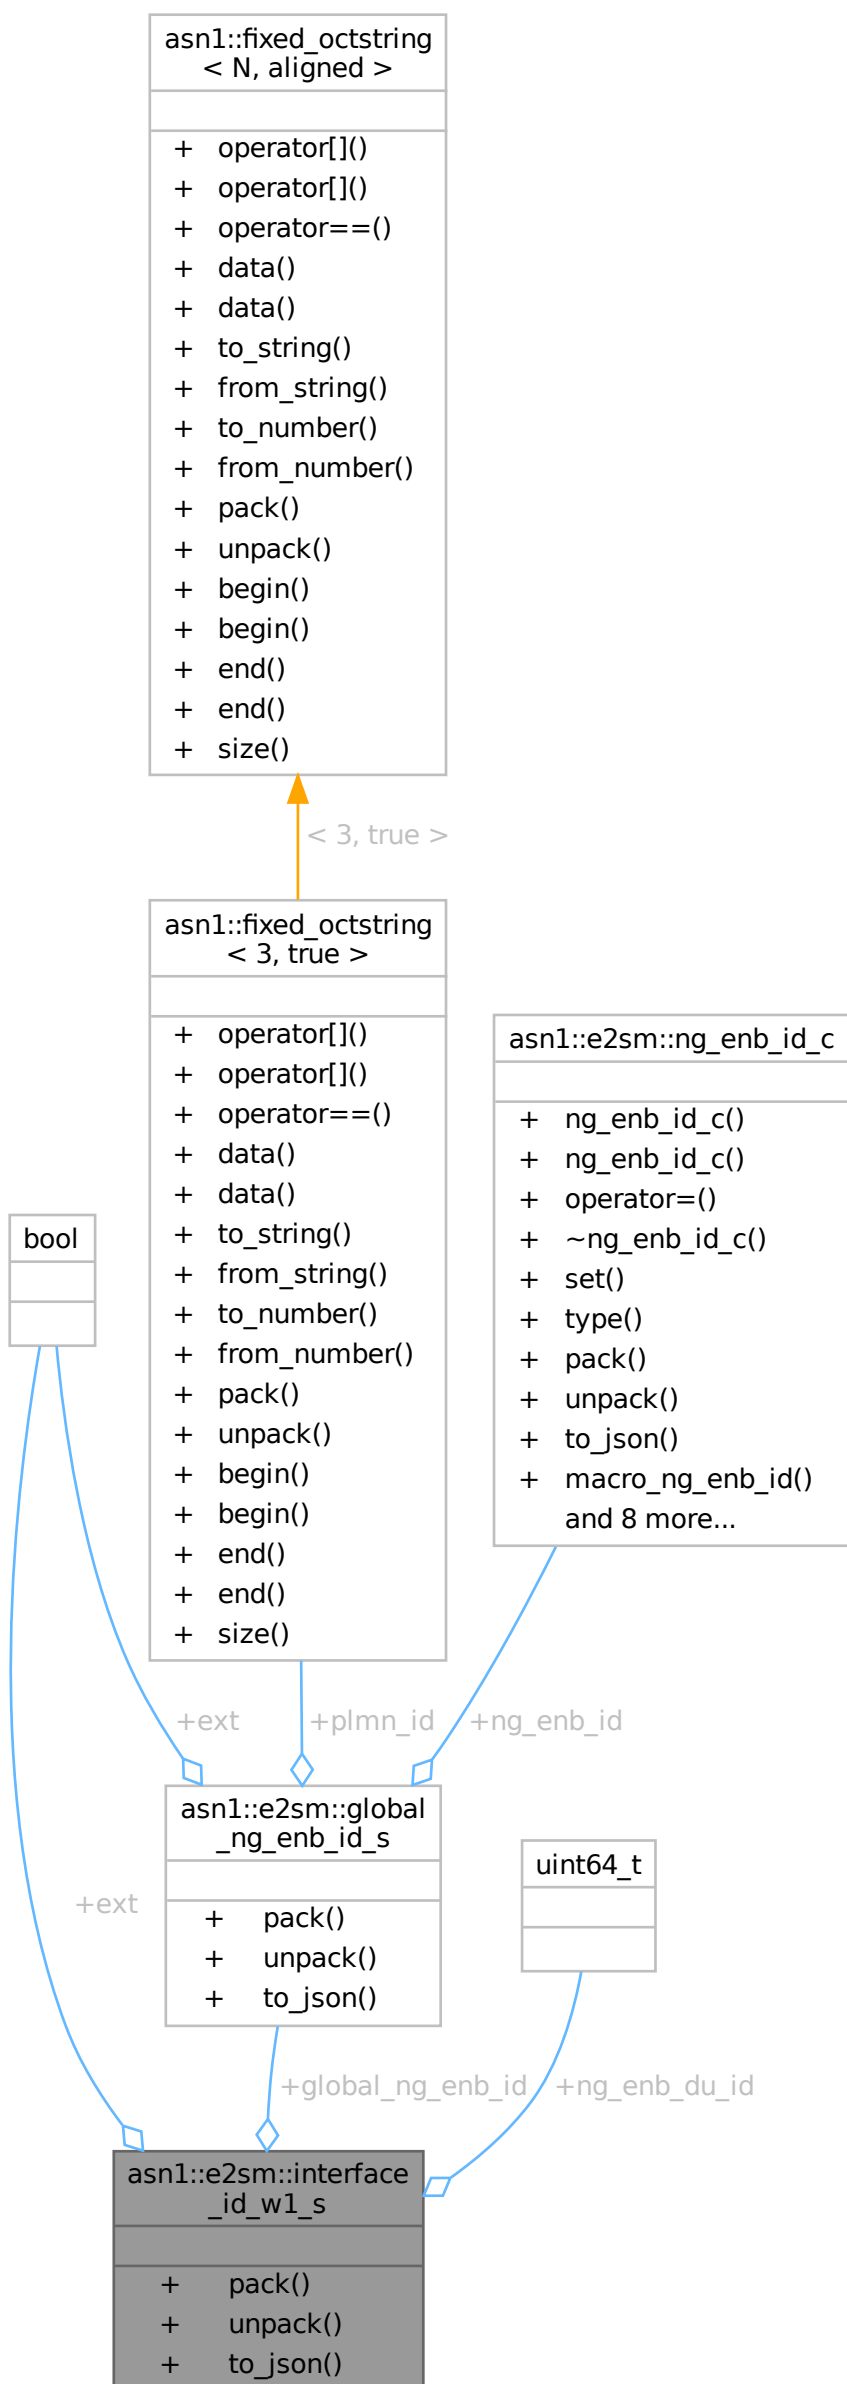 asn1::fixed_octstring
< N, aligned >
+ operator[]()
+ operator[]()
+ operator==()
+ data()
+ data()
+ to_string()
+ from_string()
+ to_number()
+ from_number()
+ pack()
+ unpack()
+ begin()
+ begin()
+ end()
+ end()
+ size()
< 3, true >
asn1::fixed_octstring
< 3, true >
+ operator[]()
+ operator[]()
+ operator==()
+ data()
+ data()
+ to_string()
+ from_string()
+ to_number()
+ from_number()
+ pack()
+ unpack()
+ begin()
+ begin()
+ end()
+ end()
+ size()
asn1::e2sm::ng_enb_id_c
+ ng_enb_id_c()
+ ng_enb_id_c()
+ operator=()
+ ~ng_enb_id_c()
+ set()
+ type()
+ pack()
+ unpack()
+ to_json()
+ macro_ng_enb_id()
and 8 more...
bool
+ext
+plmn_id
+ng_enb_id
asn1::e2sm::global
_ng_enb_id_s
+ pack()
+ unpack()
+ to_json()
uint64_t
+ext
+global_ng_enb_id
+ng_enb_du_id
asn1::e2sm::interface
_id_w1_s
+ pack()
+ unpack()
+ to_json()